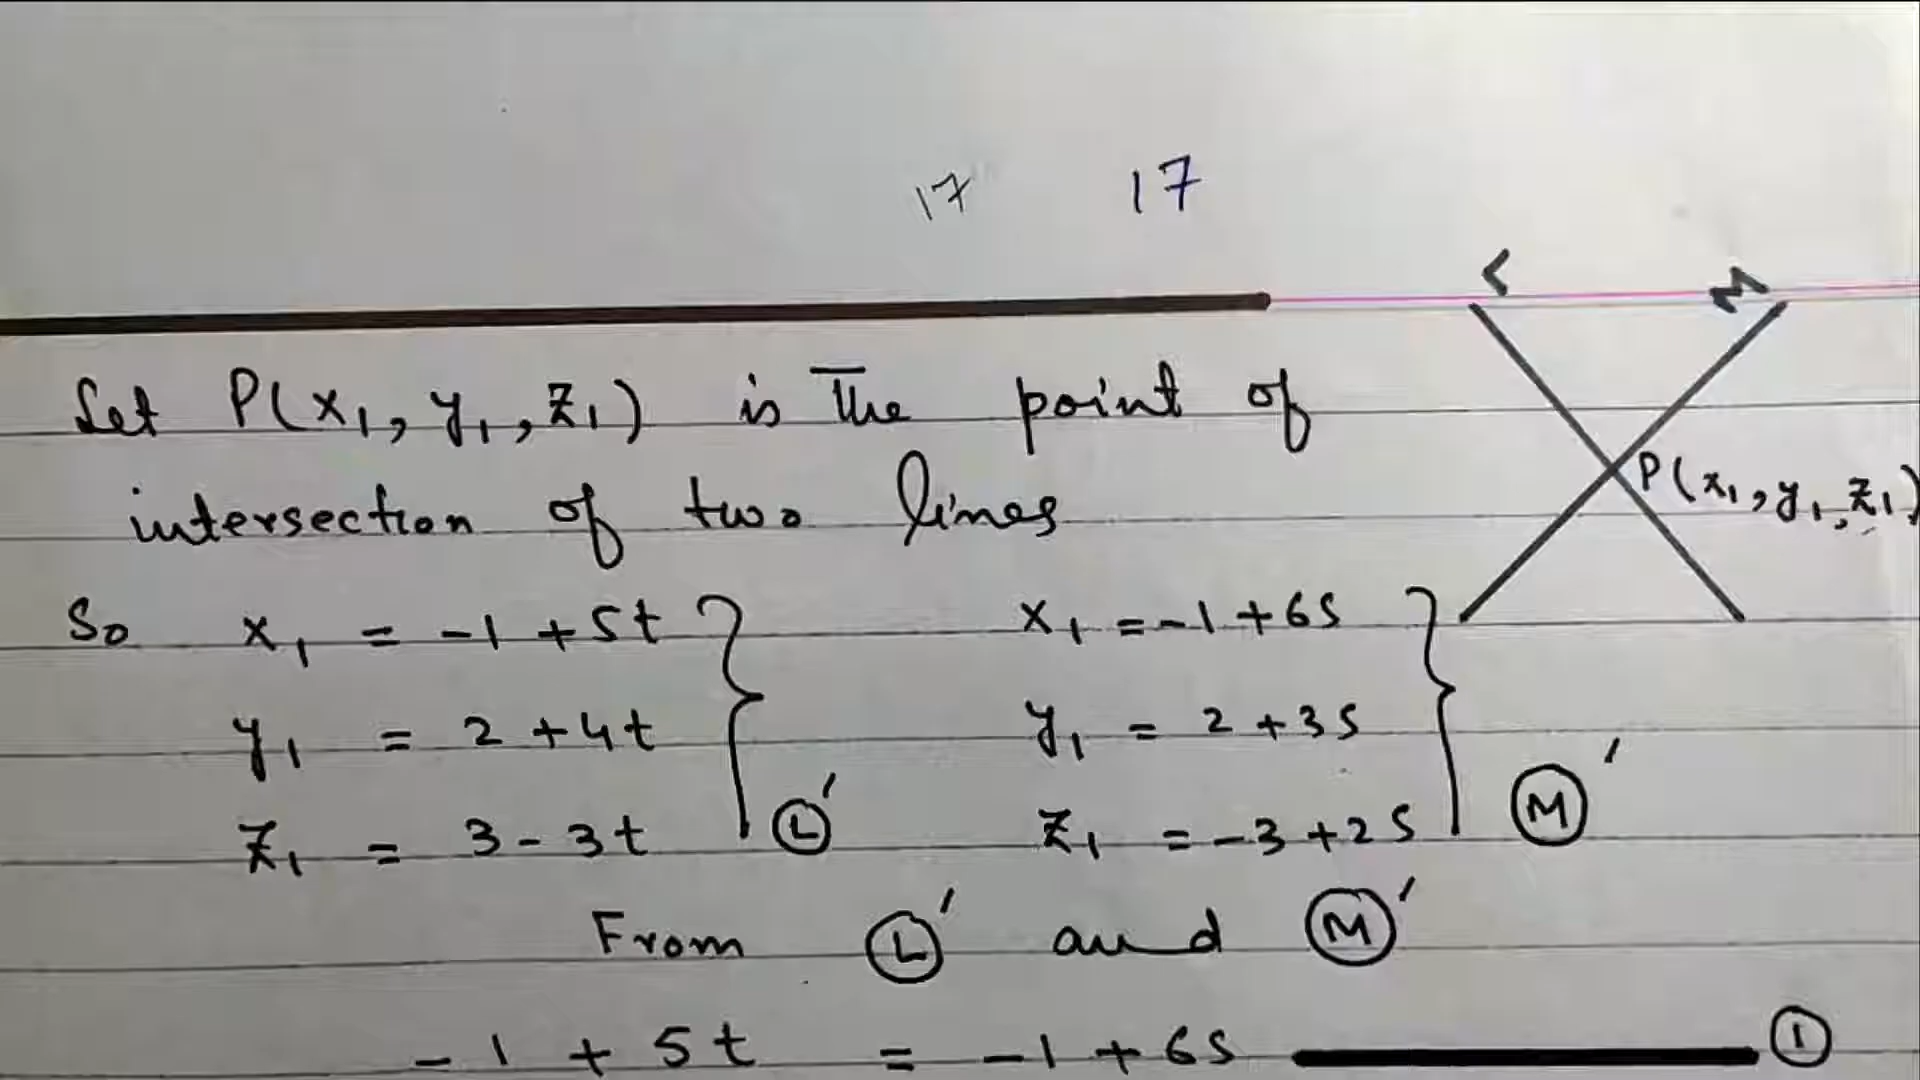 17 17
L M
Let P(x₁, y₁, z₁) is The point of
P(x₁, y₁, z₁)
intersection of two lines
So x₁ = -1 + 5t x₁ = -1 + 6s
y₁ = 2 + 4t y₁ = 2 + 3s
z₁ = 3 - 3t L′ z₁ = -3 + 2s M′
From L′ and M′
-1 + 5t = -1 + 6s 1